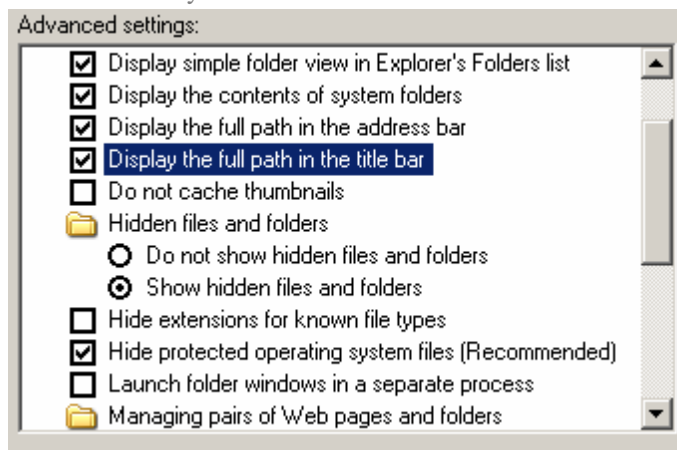 Advanced settings:
Display simple folder view in Explorer's Folders list
Display the contents of system folders
Display the full path in the address bar
Display the full path in the title bar
Do not cache thumbnails
Hidden files and folders
Do not show hidden files and folders
Show hidden files and folders
Hide extensions for known file types
Hide protected operating system files (Recommended)
Launch folder windows in a separate process
Managing pairs of Web pages and folders